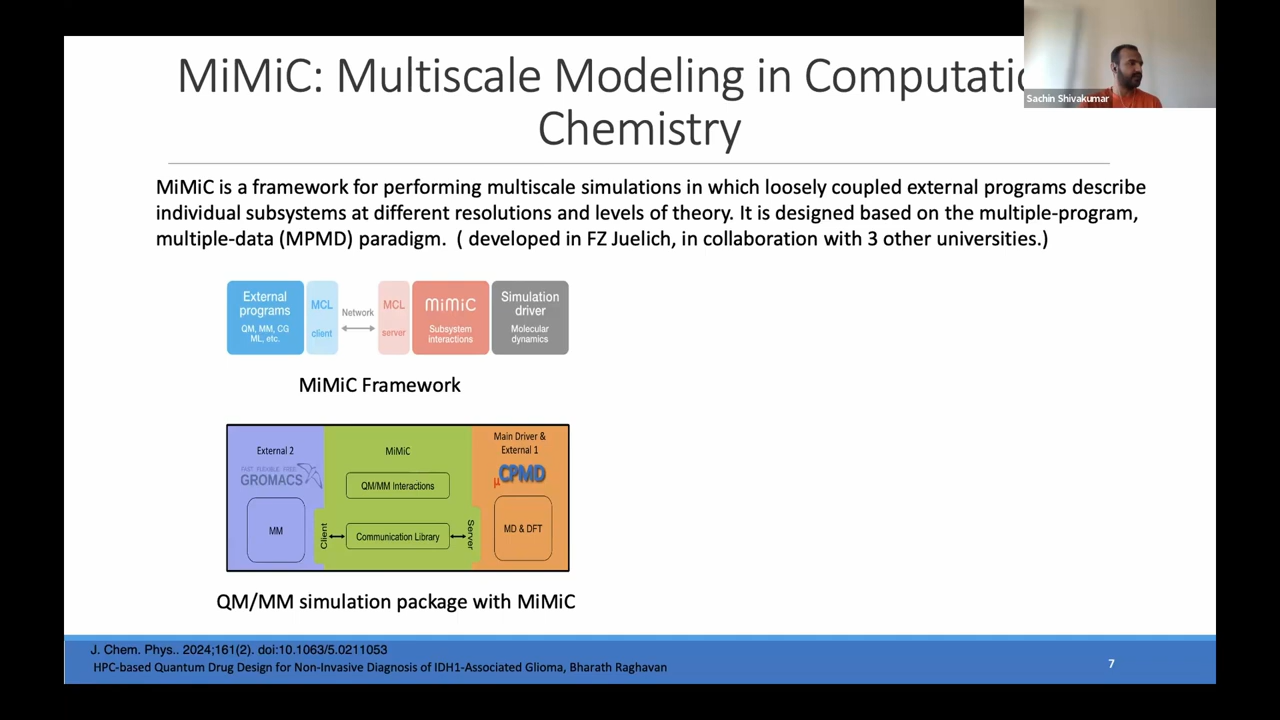 MiMiC: Multiscale Modeling in Computatio
Chemistry
Sachin Shivakumar
MiMiC is a framework for performing multiscale simulations in which loosely coupled external programs describe
individual subsystems at different resolutions and levels of theory. It is designed based on the multiple-program,
multiple-data (MPMD) paradigm. ( developed in FZ Juelich, in collaboration with 3 other universities.)
External
programs
QM, MM, CG
ML, etc.
MCL
client
Network
MCL
server
MiMiC
Subsystem
interactions
Simulation
driver
Molecular
dynamics
MiMiC Framework
External 2
FAST. FLEXIBLE. FREE.
GROMACS
MM
MiMiC
QM/MM Interactions
Client
Communication Library
Server
Main Driver &
External 1
μCPMD
MD & DFT
QM/MM simulation package with MiMiC
J. Chem. Phys.. 2024;161(2). doi:10.1063/5.0211053
HPC-based Quantum Drug Design for Non-Invasive Diagnosis of IDH1-Associated Glioma, Bharath Raghavan
7